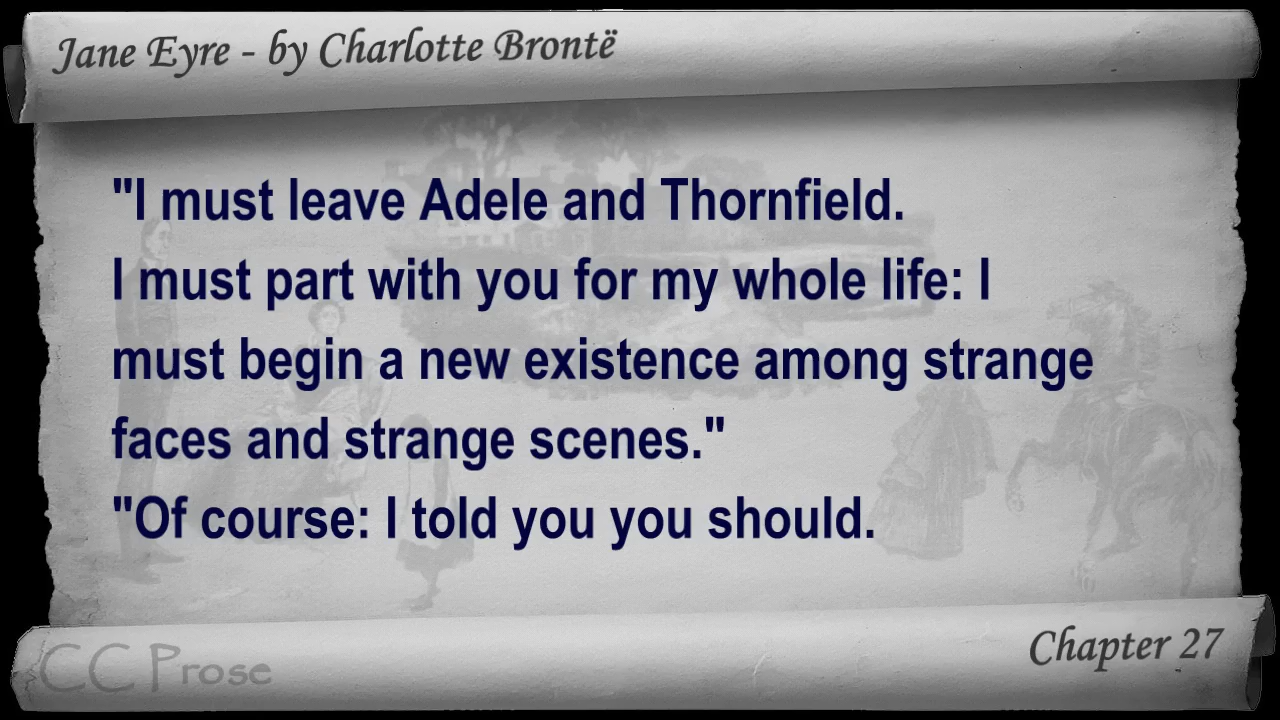 Jane Eyre - by Charlotte Brontë
"I must leave Adele and Thornfield.
I must part with you for my whole life: I
must begin a new existence among strange
faces and strange scenes."
"Of course: I told you you should.
CC Prose
Chapter 27